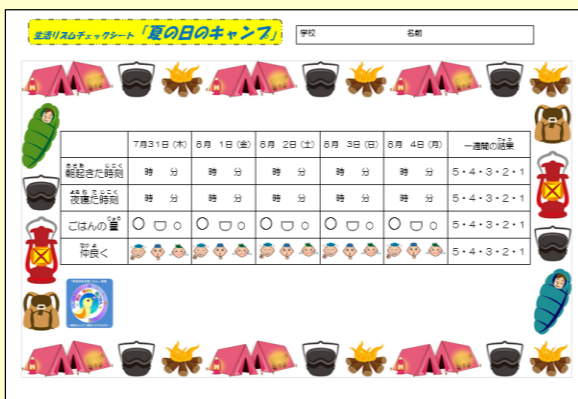 生活リズムチェックシート「夏の日のキャンプ」
学校 名前
7月31日(木) 8月 1日(金) 8月 2日(土) 8月 3日(日) 8月 4日(月) 一週間の結果
朝起きた時刻 時 分 時 分 時 分 時 分 時 分 5・4・3・2・1
夜寝た時刻 時 分 時 分 時 分 時 分 時 分 5・4・3・2・1
ごはんの量 5・4・3・2・1
仲良く 5・4・3・2・1